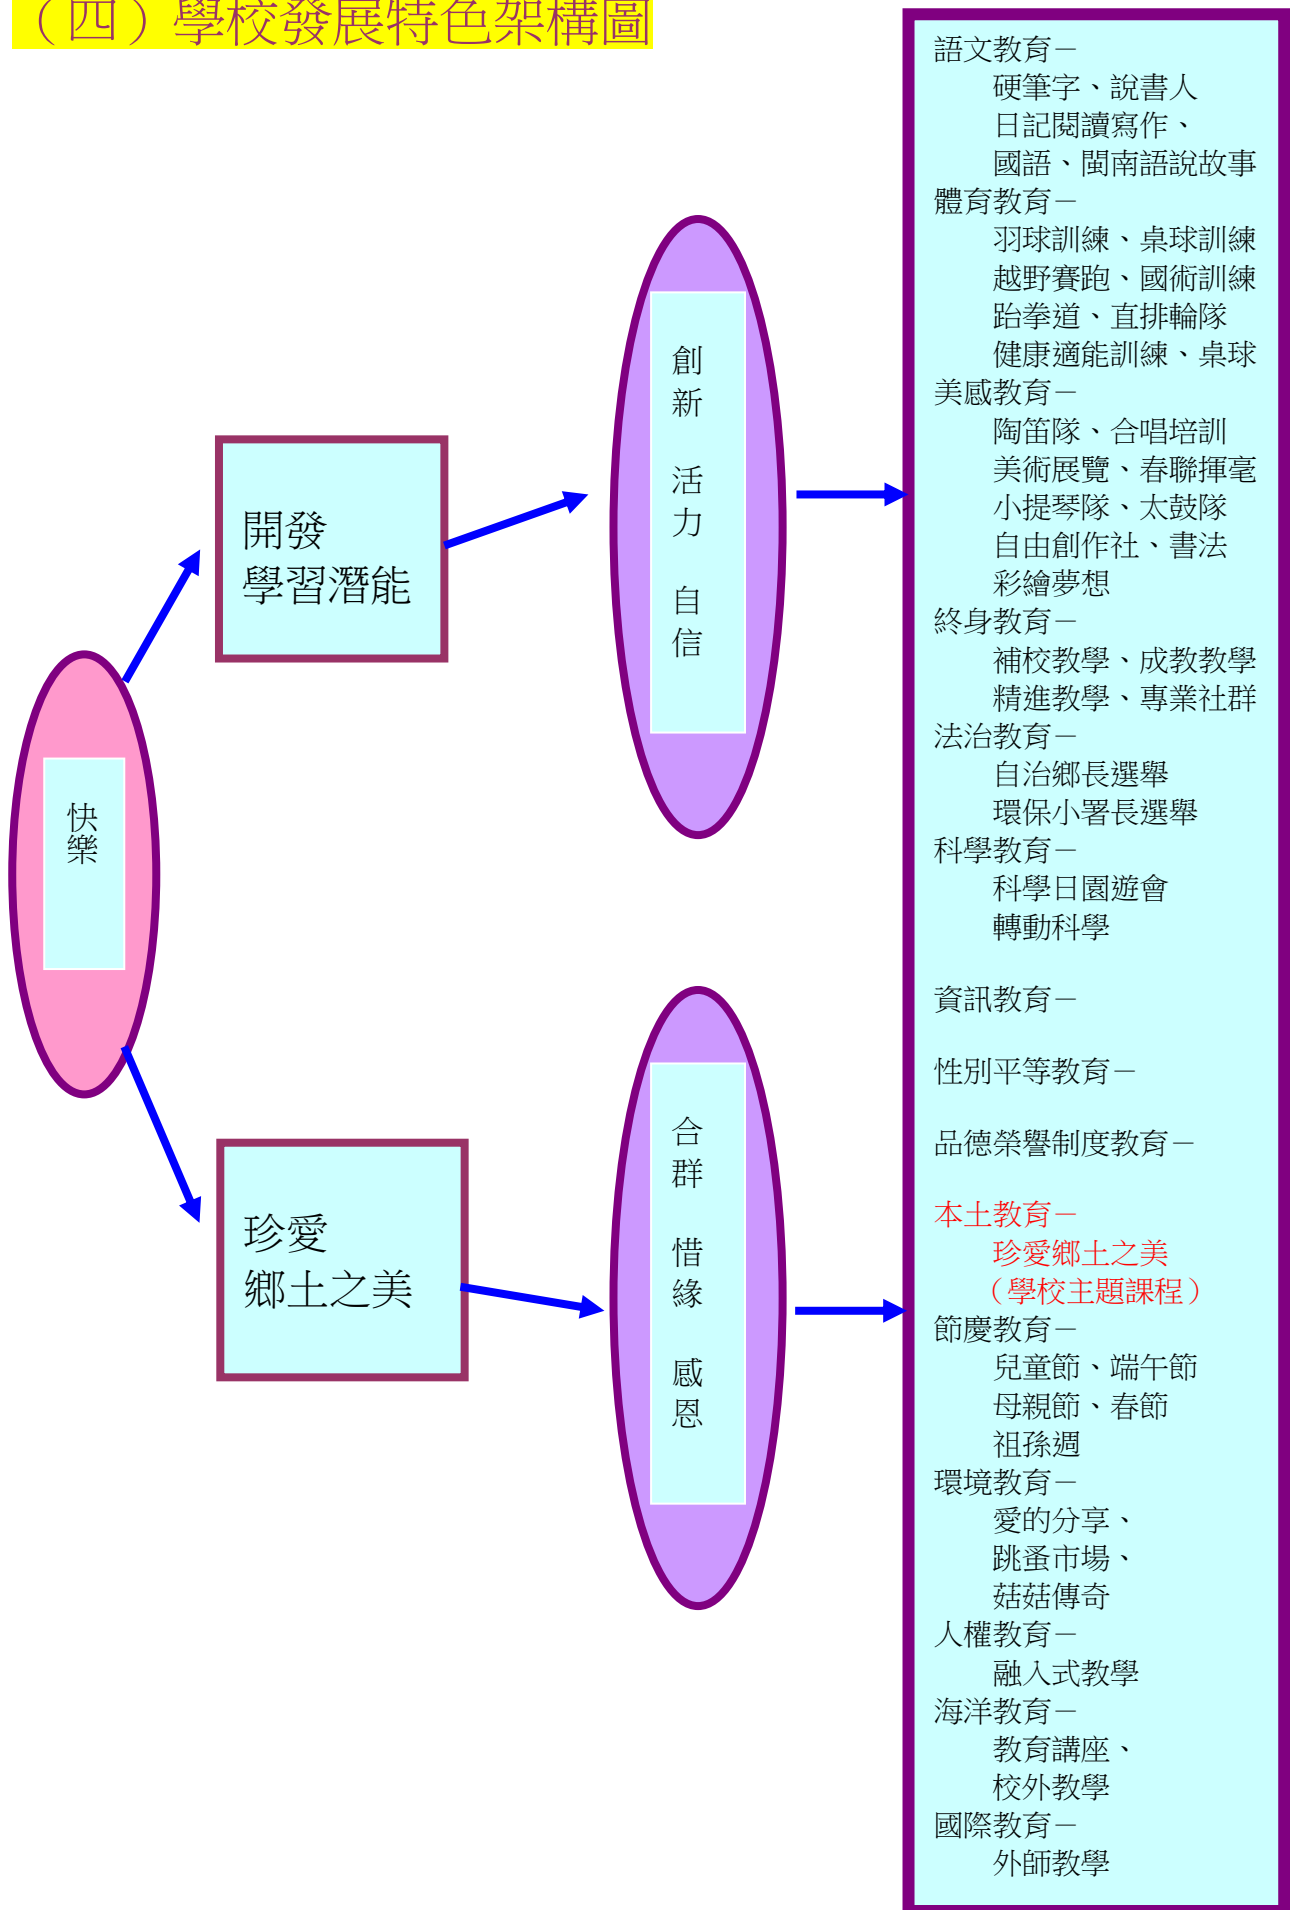 （四）學校發展特色架構圖
快樂
開發
學習潛能
珍愛
鄉土之美
創新 活力 自信
合群 惜緣 感恩
語文教育－
硬筆字、說書人
日記閱讀寫作、
國語、閩南語說故事
體育教育－
羽球訓練、桌球訓練
越野賽跑、國術訓練
跆拳道、直排輪隊
健康適能訓練、桌球
美感教育－
陶笛隊、合唱培訓
美術展覽、春聯揮毫
小提琴隊、太鼓隊
自由創作社、書法
彩繪夢想
終身教育－
補校教學、成教教學
精進教學、專業社群
法治教育－
自治鄉長選舉
環保小署長選舉
科學教育－
科學日園遊會
轉動科學
資訊教育－
性別平等教育－
品德榮譽制度教育－
本土教育－
珍愛鄉土之美
（學校主題課程）
節慶教育－
兒童節、端午節
母親節、春節
祖孫週
環境教育－
愛的分享、
跳蚤市場、
菇菇傳奇
人權教育－
融入式教學
海洋教育－
教育講座、
校外教學
國際教育－
外師教學